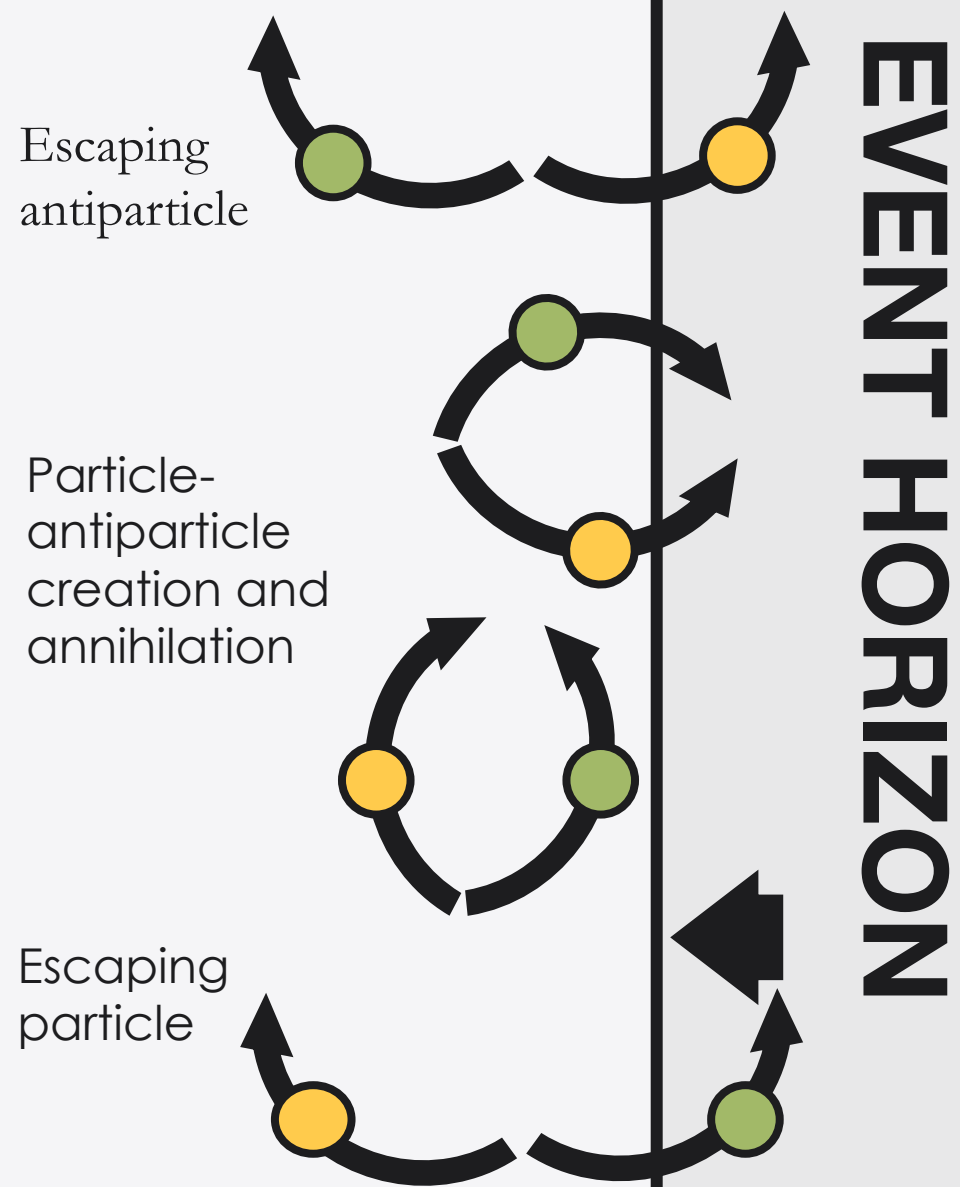 Escaping
antiparticle
Particle-
antiparticle
creation and
annihilation
Escaping
particle
EVENT HORIZON